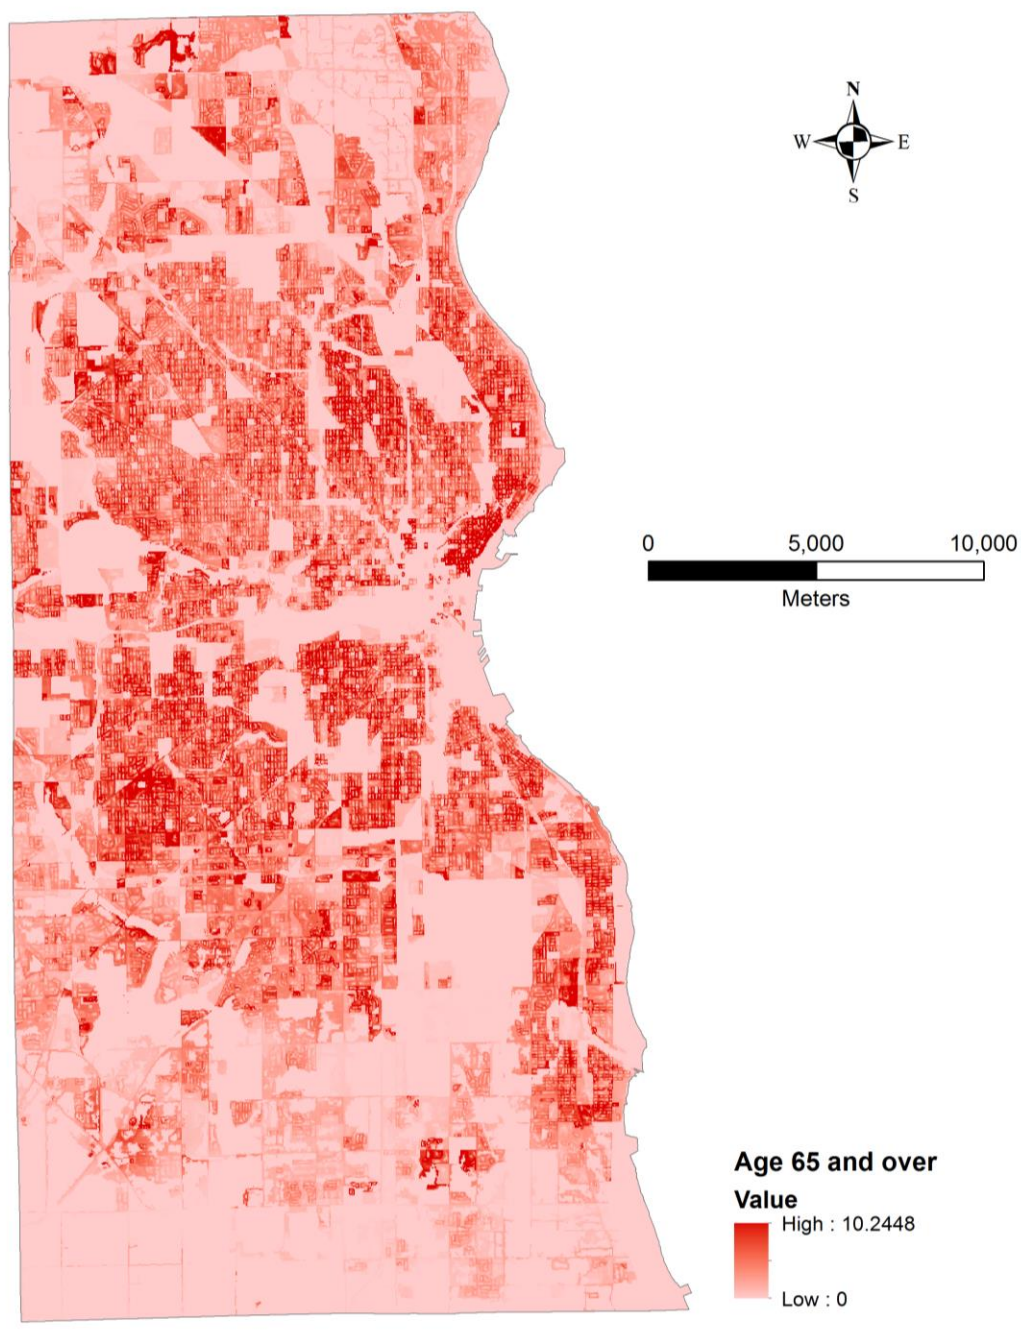 N
W E
S
0 5,000 10,000
Meters
Age 65 and over
Value
High : 10.2448
Low : 0